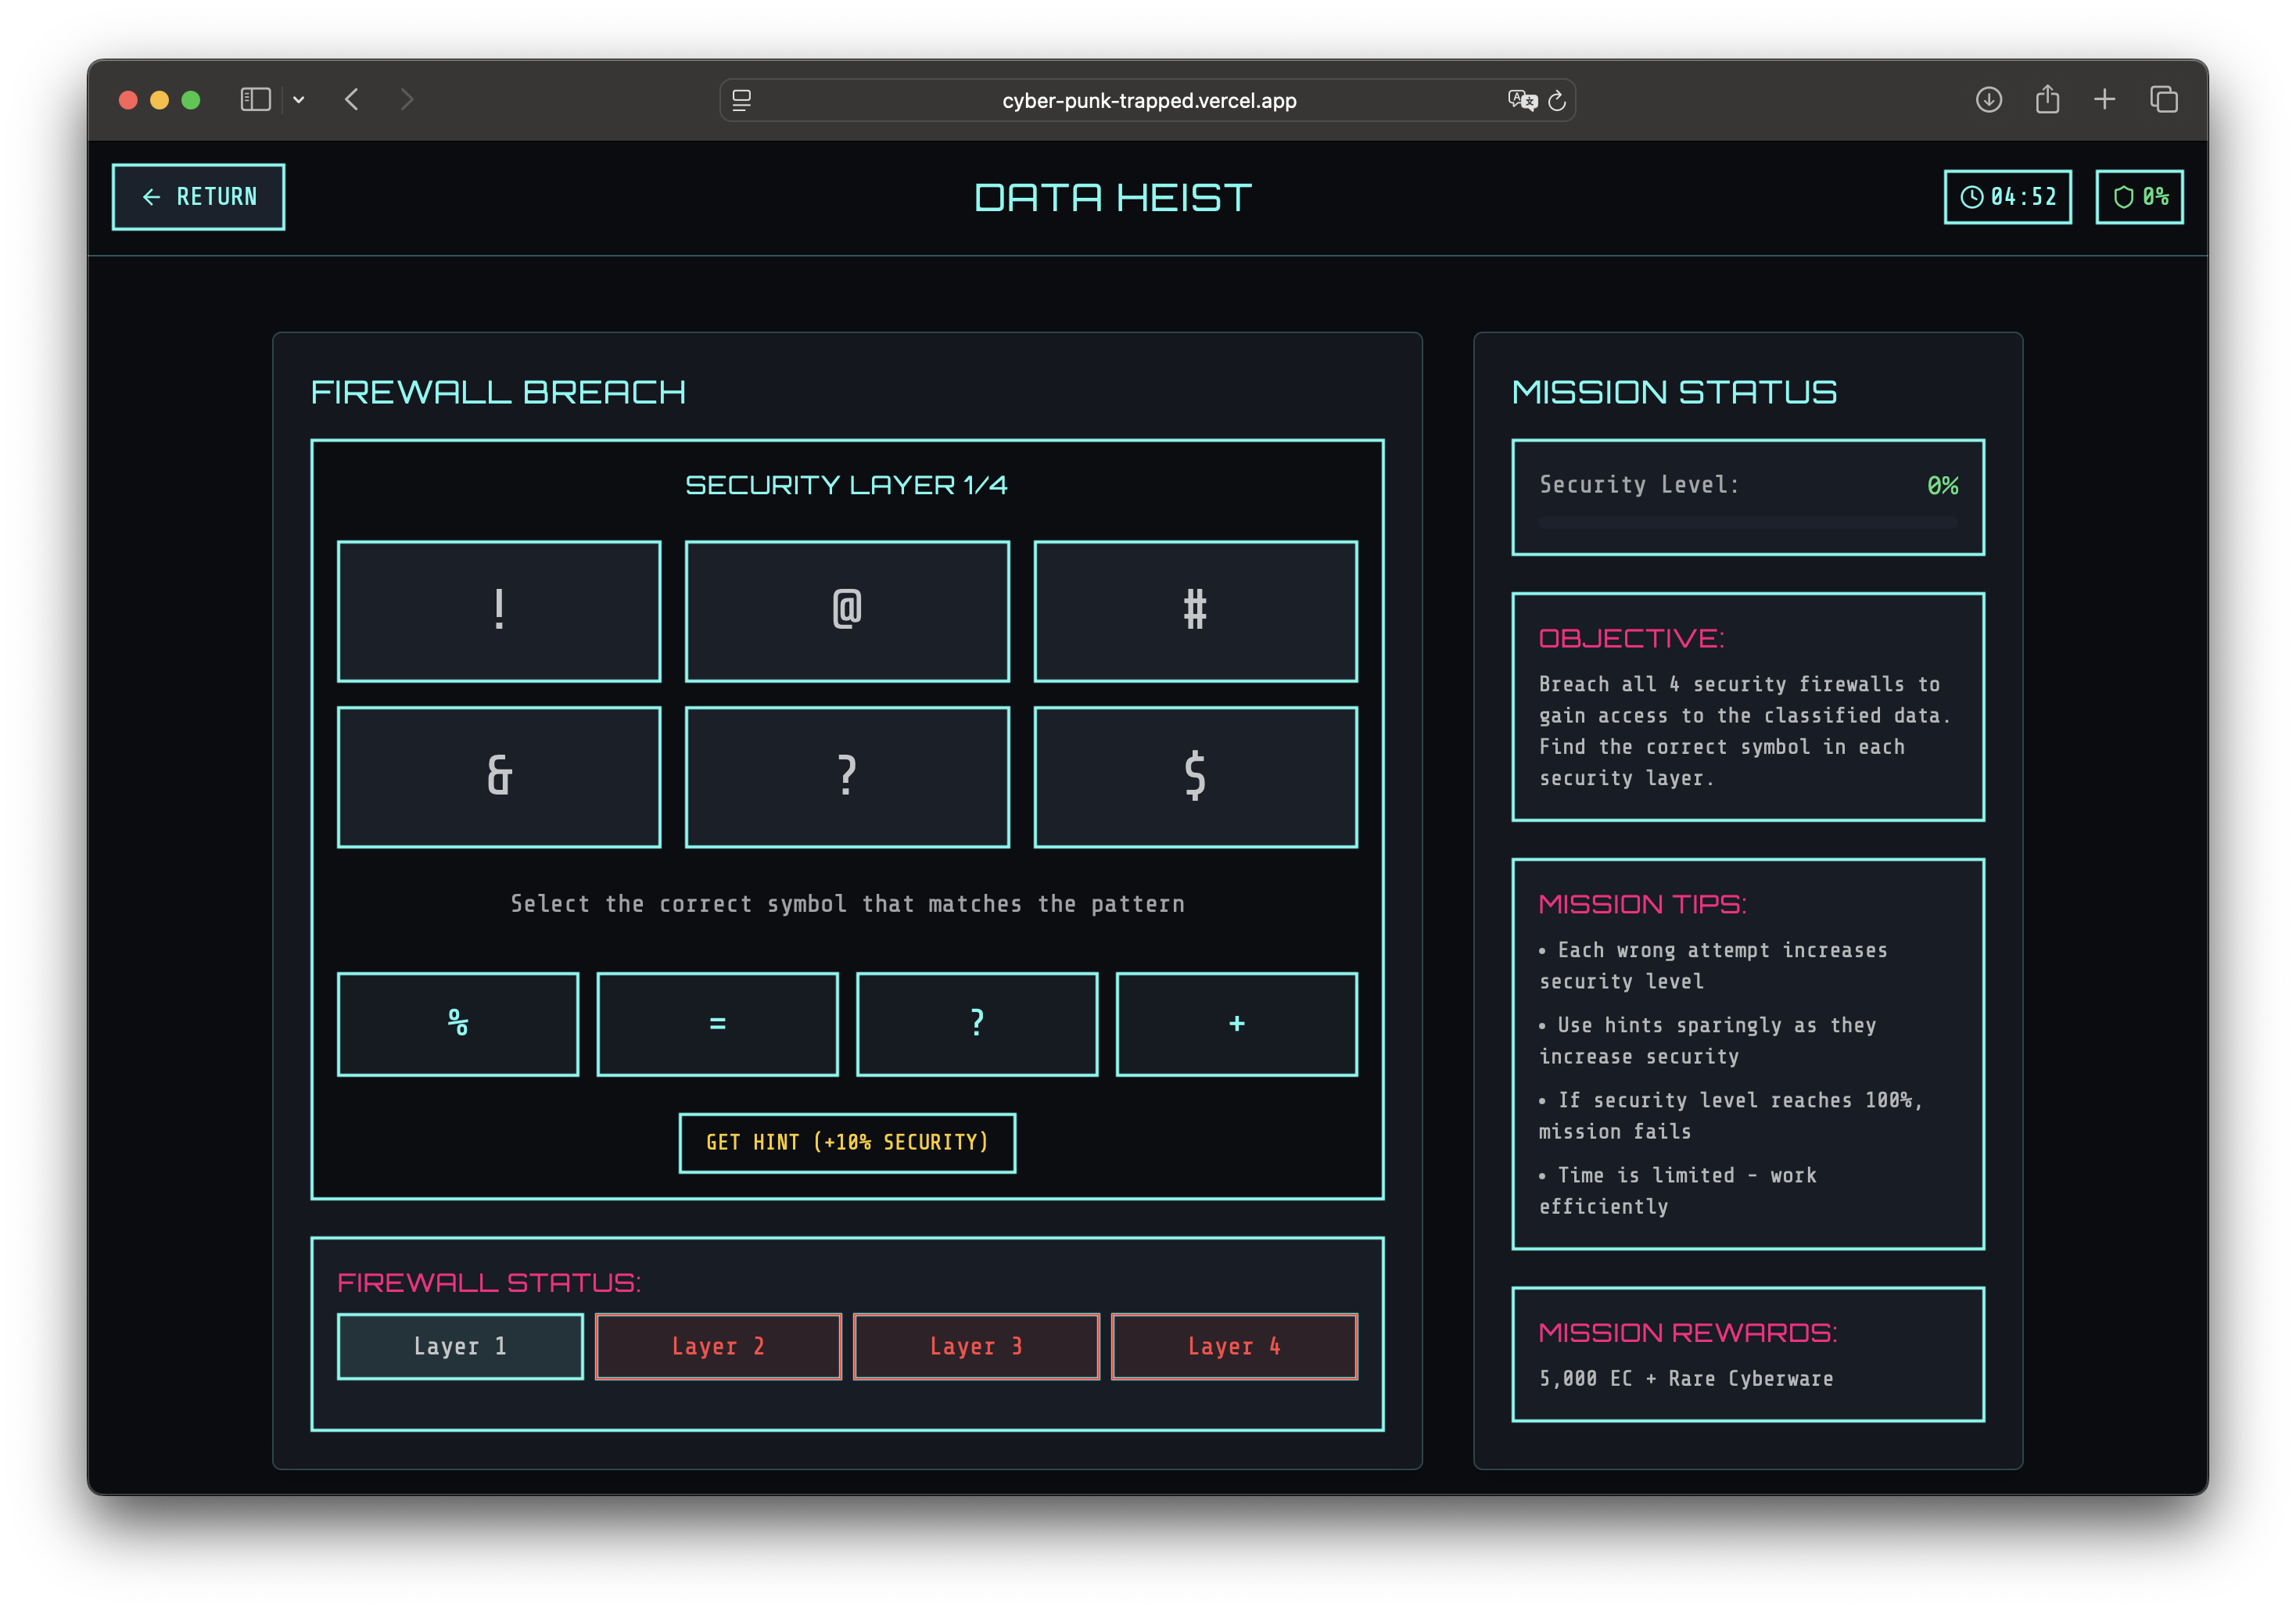 cyber-punk-trapped.vercel.app
← RETURN
DATA HEIST
04:52
0%
FIREWALL BREACH
SECURITY LAYER 1/4
! @ #
& ? $
Select the correct symbol that matches the pattern
% = ? +
GET HINT (+10% SECURITY)
FIREWALL STATUS:
Layer 1 Layer 2 Layer 3 Layer 4
MISSION STATUS
Security Level: 0%
OBJECTIVE:
Breach all 4 security firewalls to
gain access to the classified data.
Find the correct symbol in each
security layer.
MISSION TIPS:
• Each wrong attempt increases
security level
• Use hints sparingly as they
increase security
• If security level reaches 100%,
mission fails
• Time is limited - work
efficiently
MISSION REWARDS:
5,000 EC + Rare Cyberware